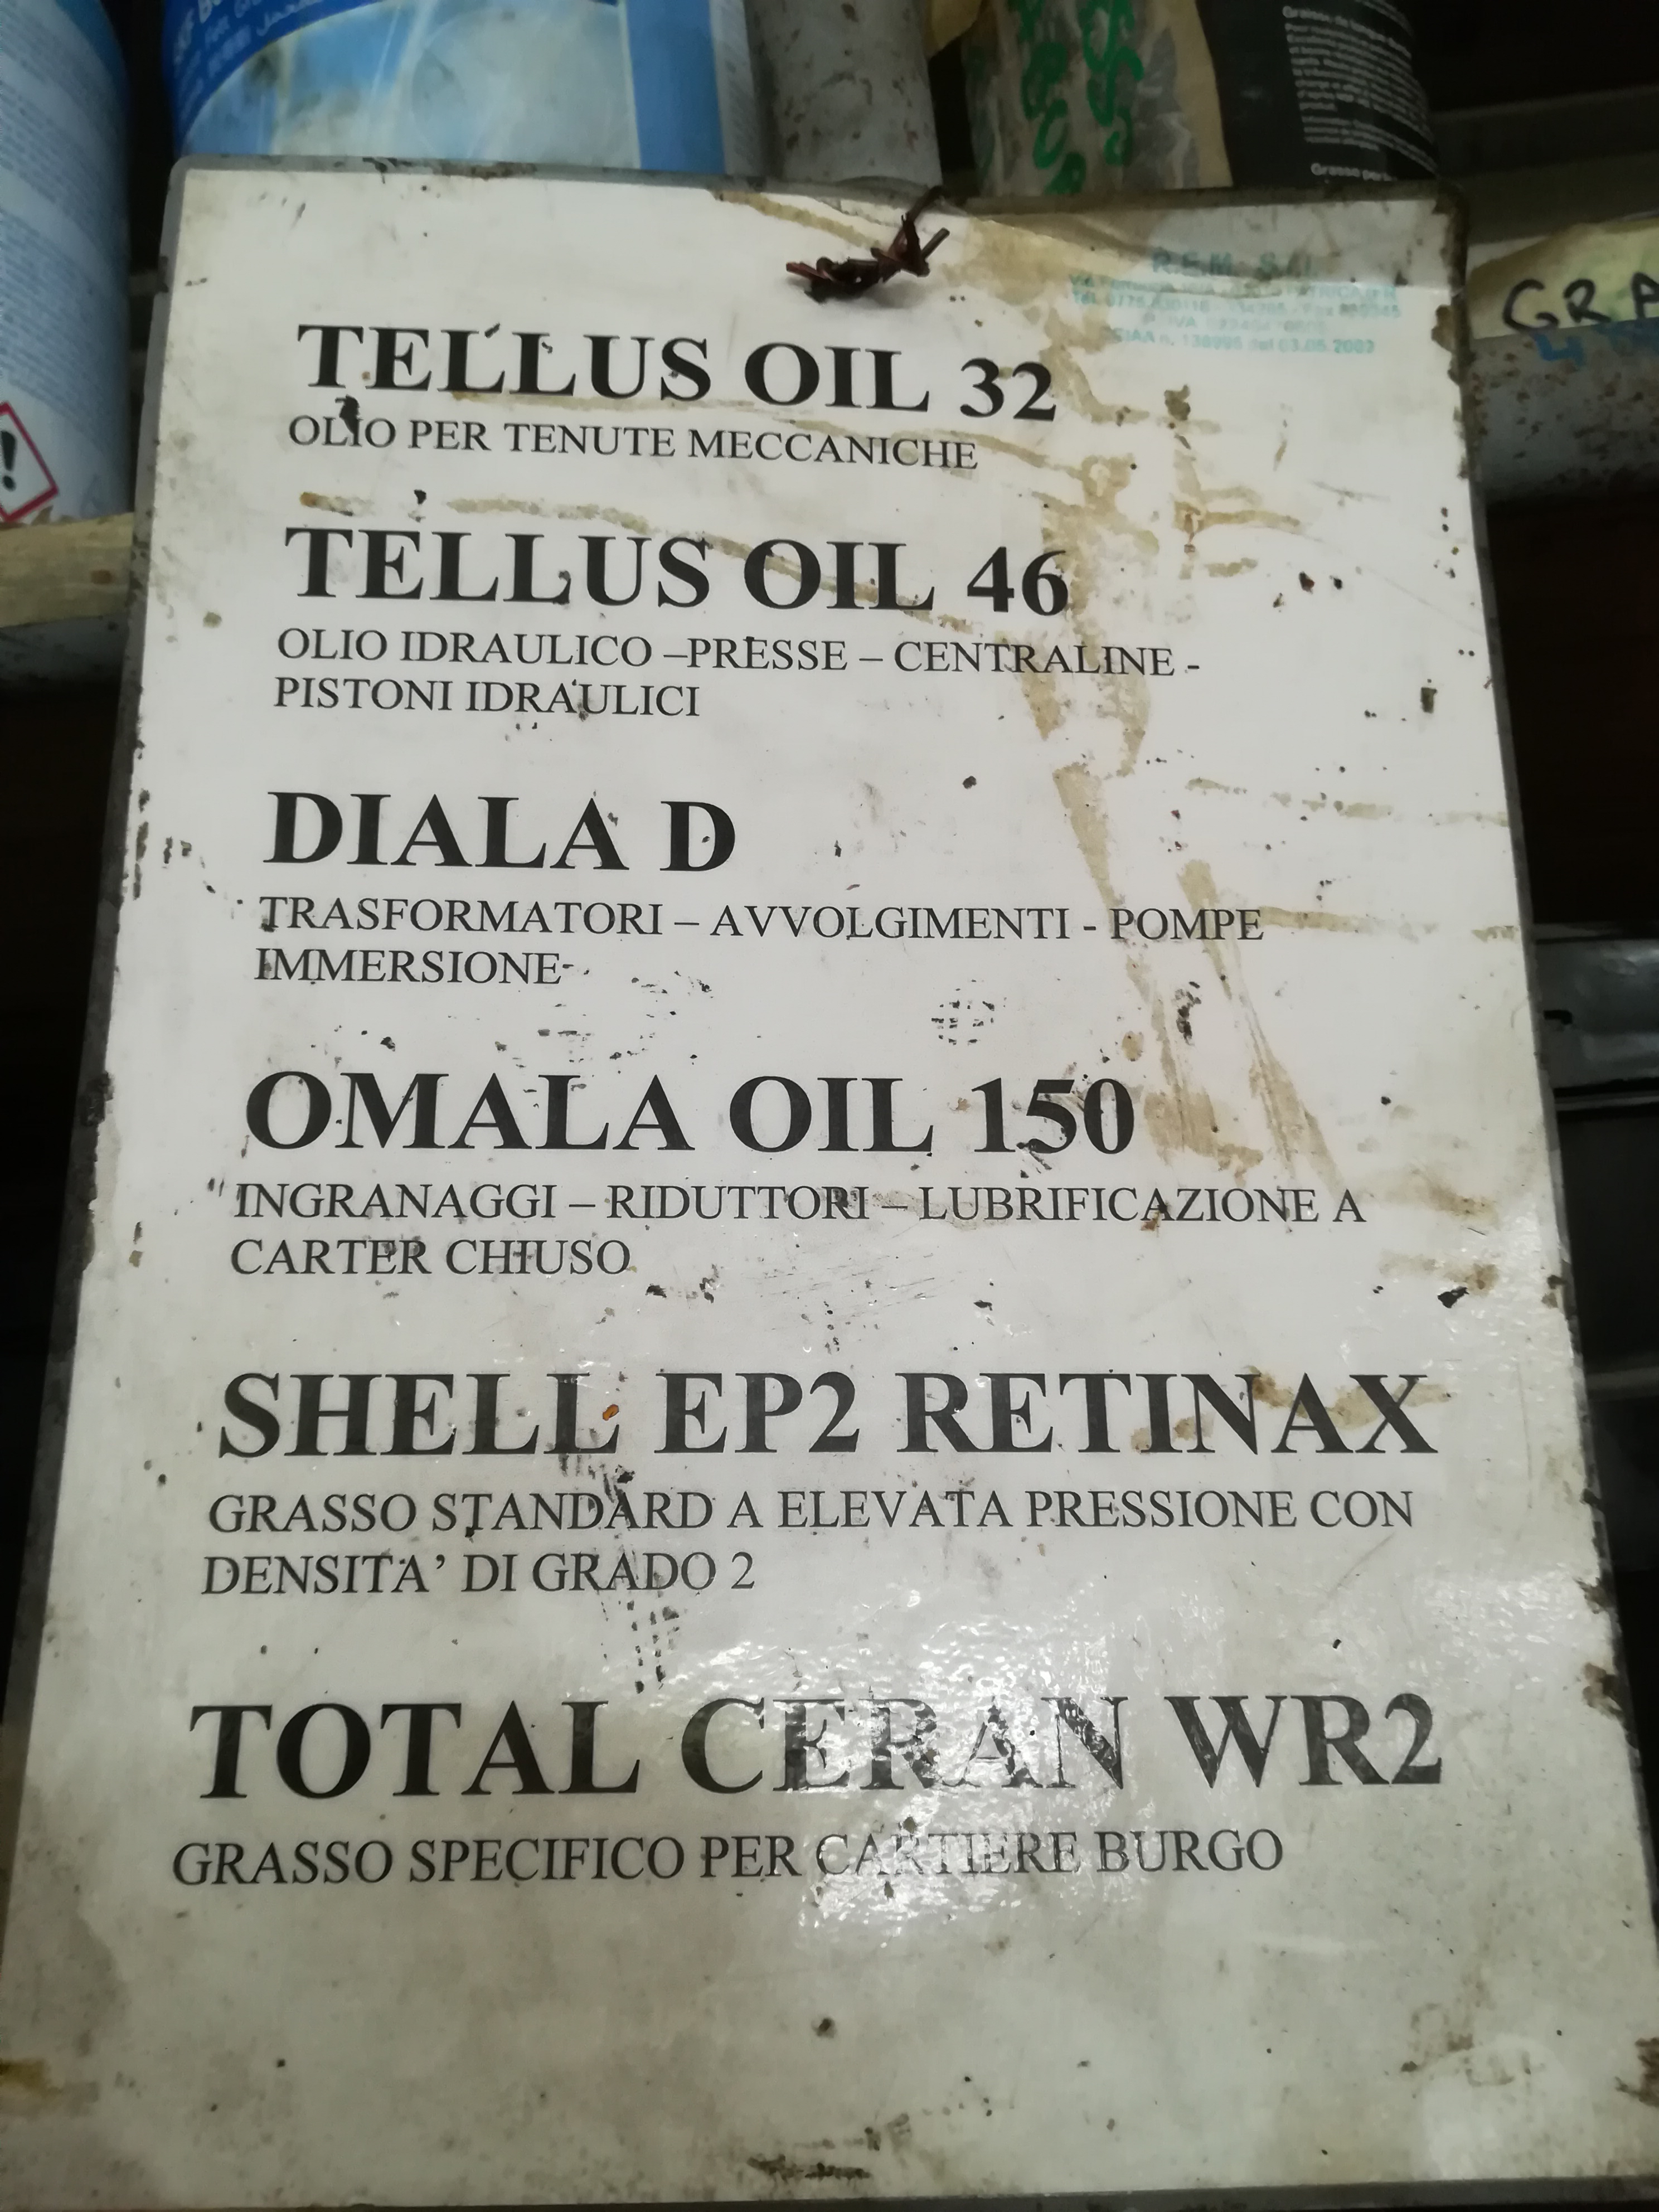 R.E.M.
TELLUS OIL 32
OLIO PER TENUTE MECCANICHE
TELLUS OIL 46
OLIO IDRAULICO –PRESSE – CENTRALINE -
PISTONI IDRAULICI
DIALA D
TRASFORMATORI – AVVOLGIMENTI - POMPE
IMMERSIONE
OMALA OIL 150
INGRANAGGI – RIDUTTORI – LUBRIFICAZIONE A
CARTER CHIUSO
SHELL EP2 RETINAX
GRASSO STANDARD A ELEVATA PRESSIONE CON
DENSITA’ DI GRADO 2
TOTAL CERAN WR2
GRASSO SPECIFICO PER CARTIERE BURGO